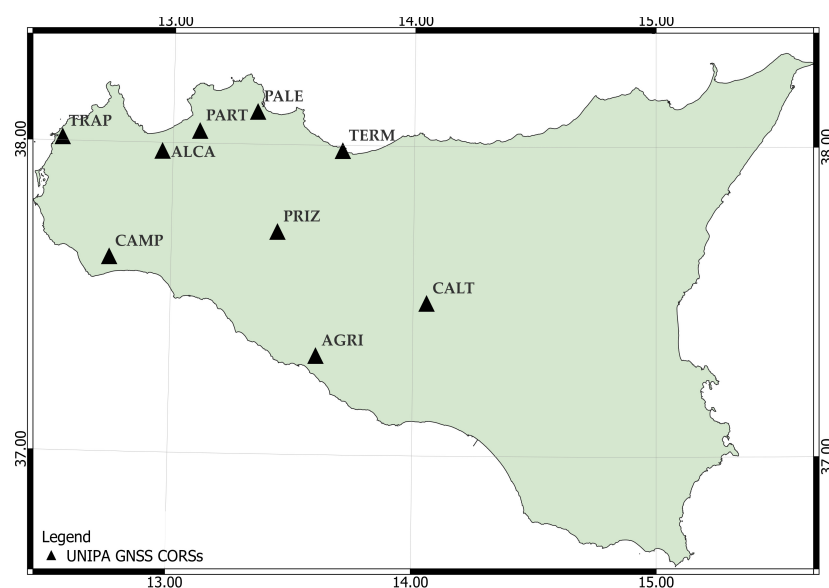 13.00 14.00 15.00
PALE
TRAP
PART
TERM
38.00
38.00
ALCA
PRIZ
CAMP
CALT
AGRI
37.00
37.00
Legend
UNIPA GNSS CORSs
13.00 14.00 15.00